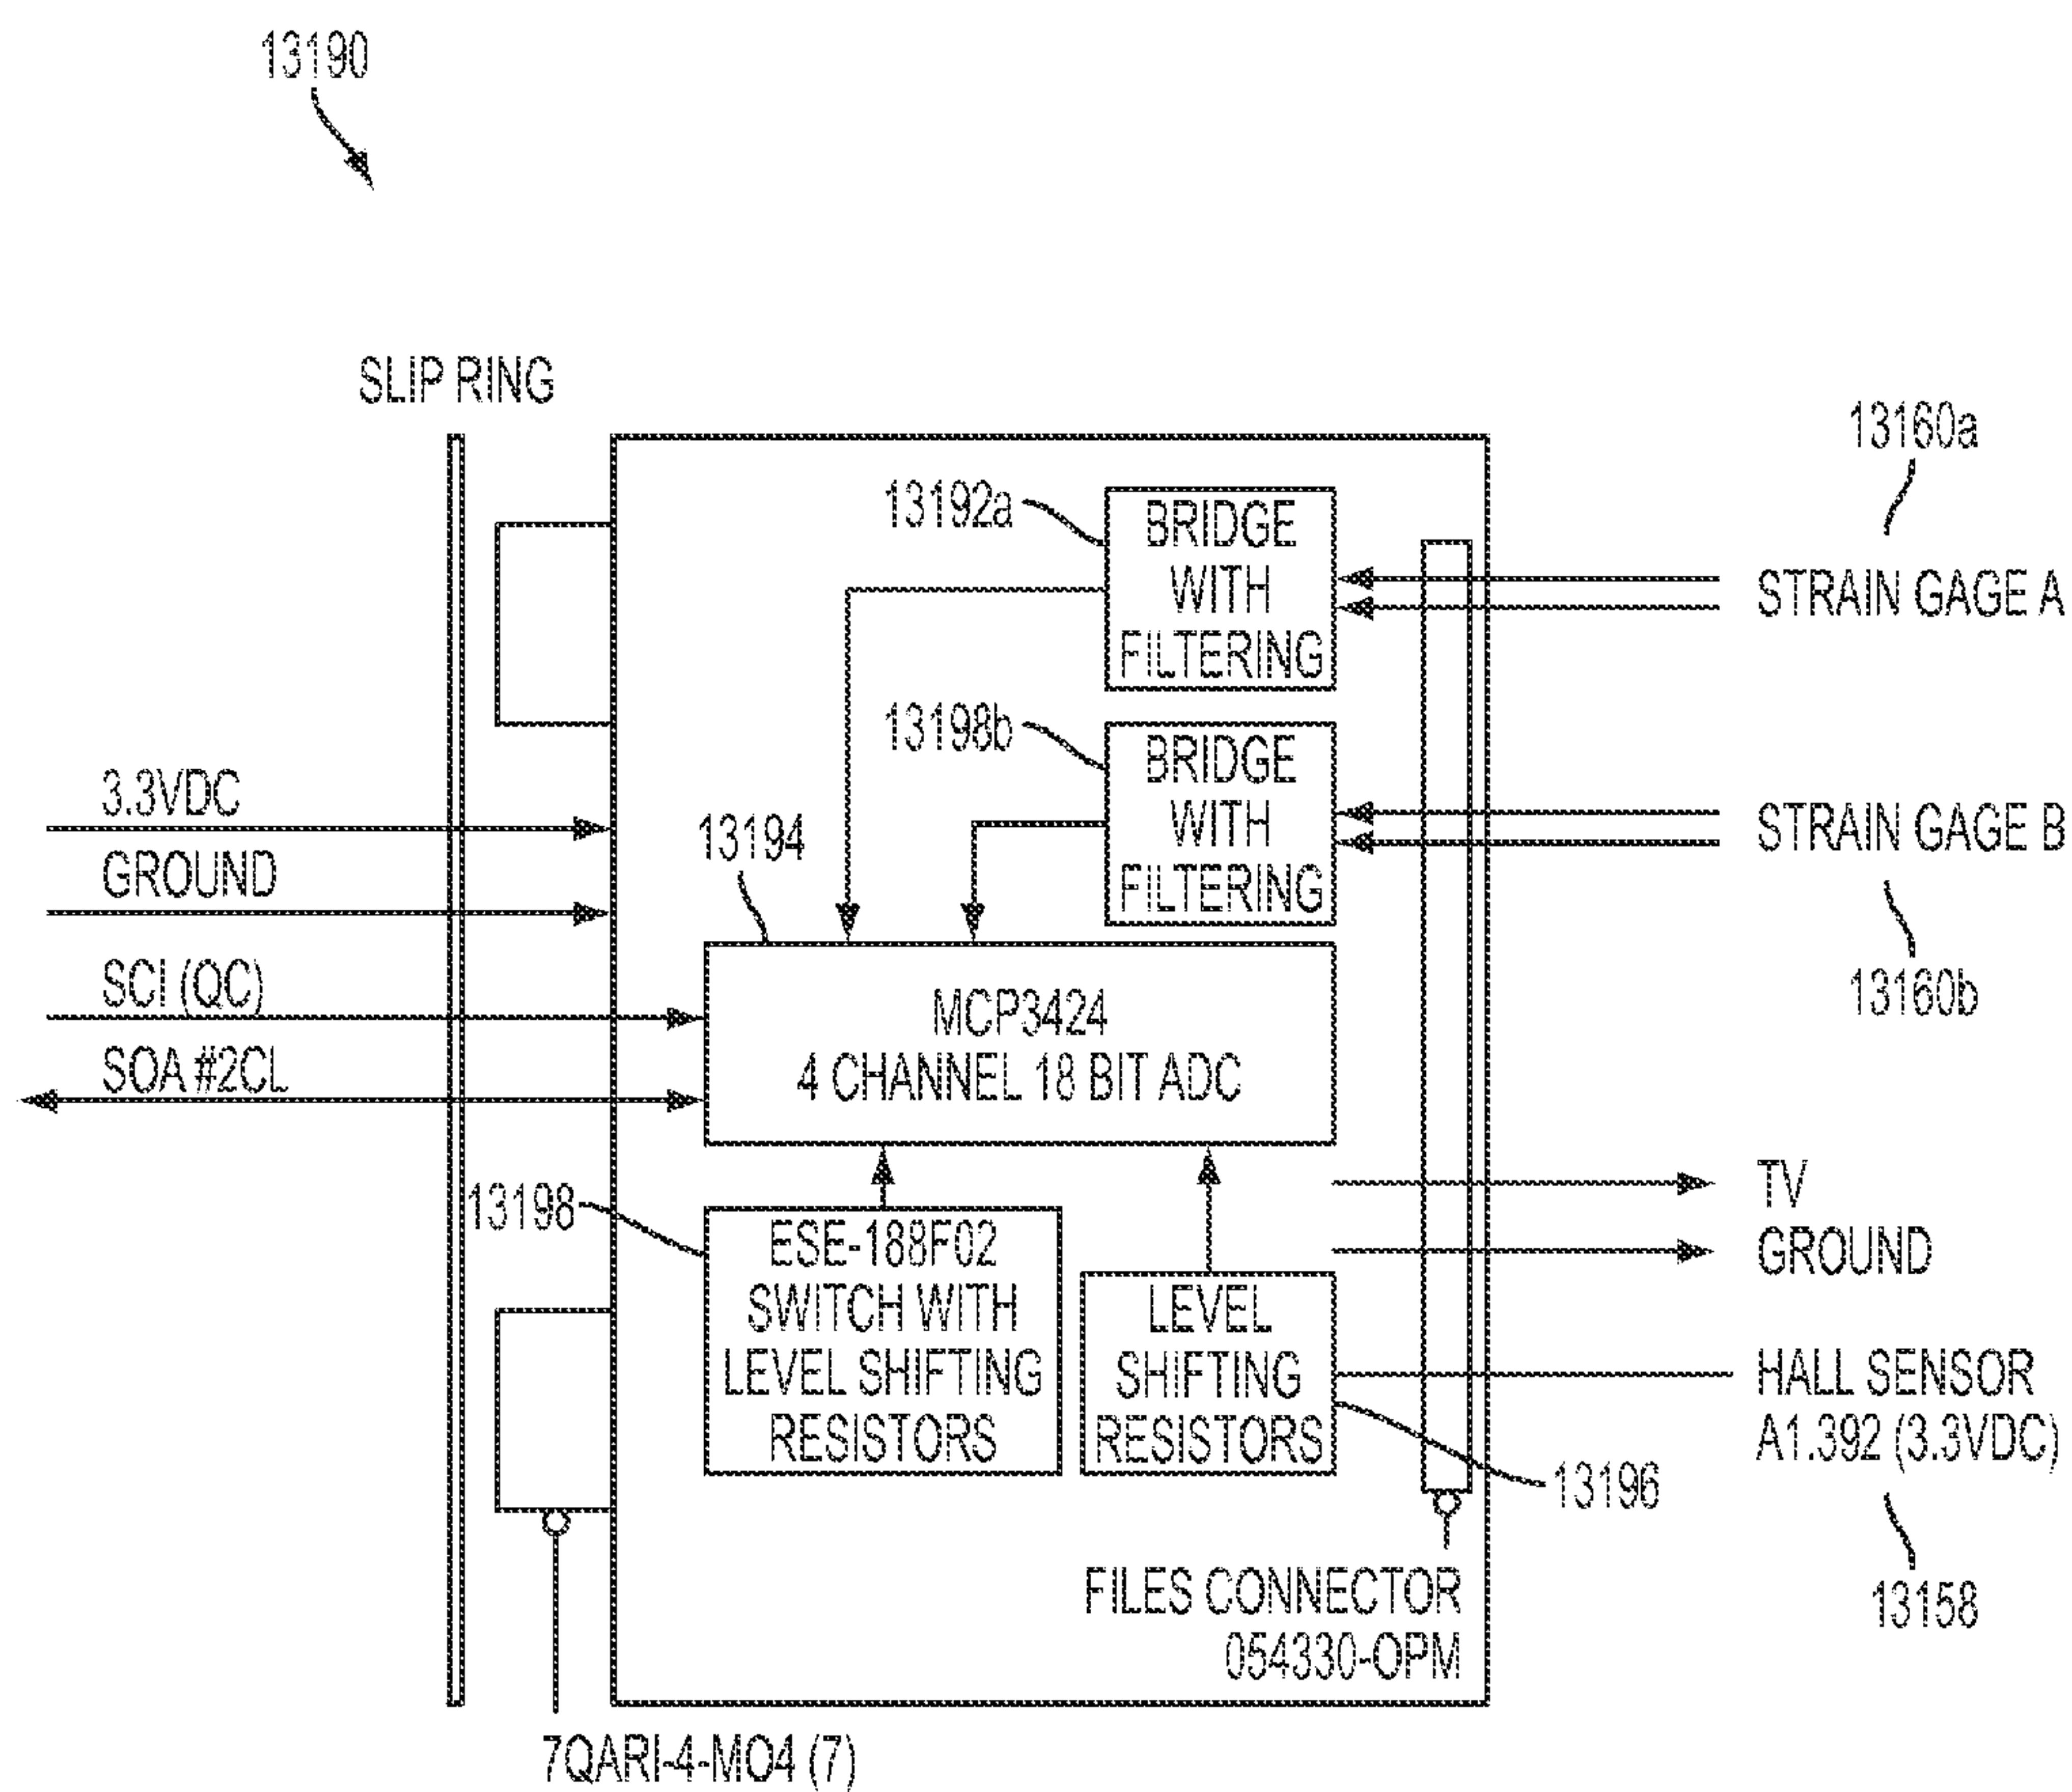 13190
SLIP RING
13160a
13192a
BRIDGE
WITH
FILTERING
STRAIN GAGE A
13198b
BRIDGE
WITH
FILTERING
3.3VDC
13194
STRAIN GAGE B
GROUND
SCI (QC)
MCP3424
4 CHANNEL 18 BIT ADC
13160b
SOA #2CL
TV
13198
ESE-188F02
SWITCH WITH
LEVEL SHIFTING
RESISTORS
GROUND
LEVEL
SHIFTING
RESISTORS
HALL SENSOR
A1.392 (3.3VDC)
13196
FILES CONNECTOR
054330-OPM
13158
7QARI-4-MO4 (7)